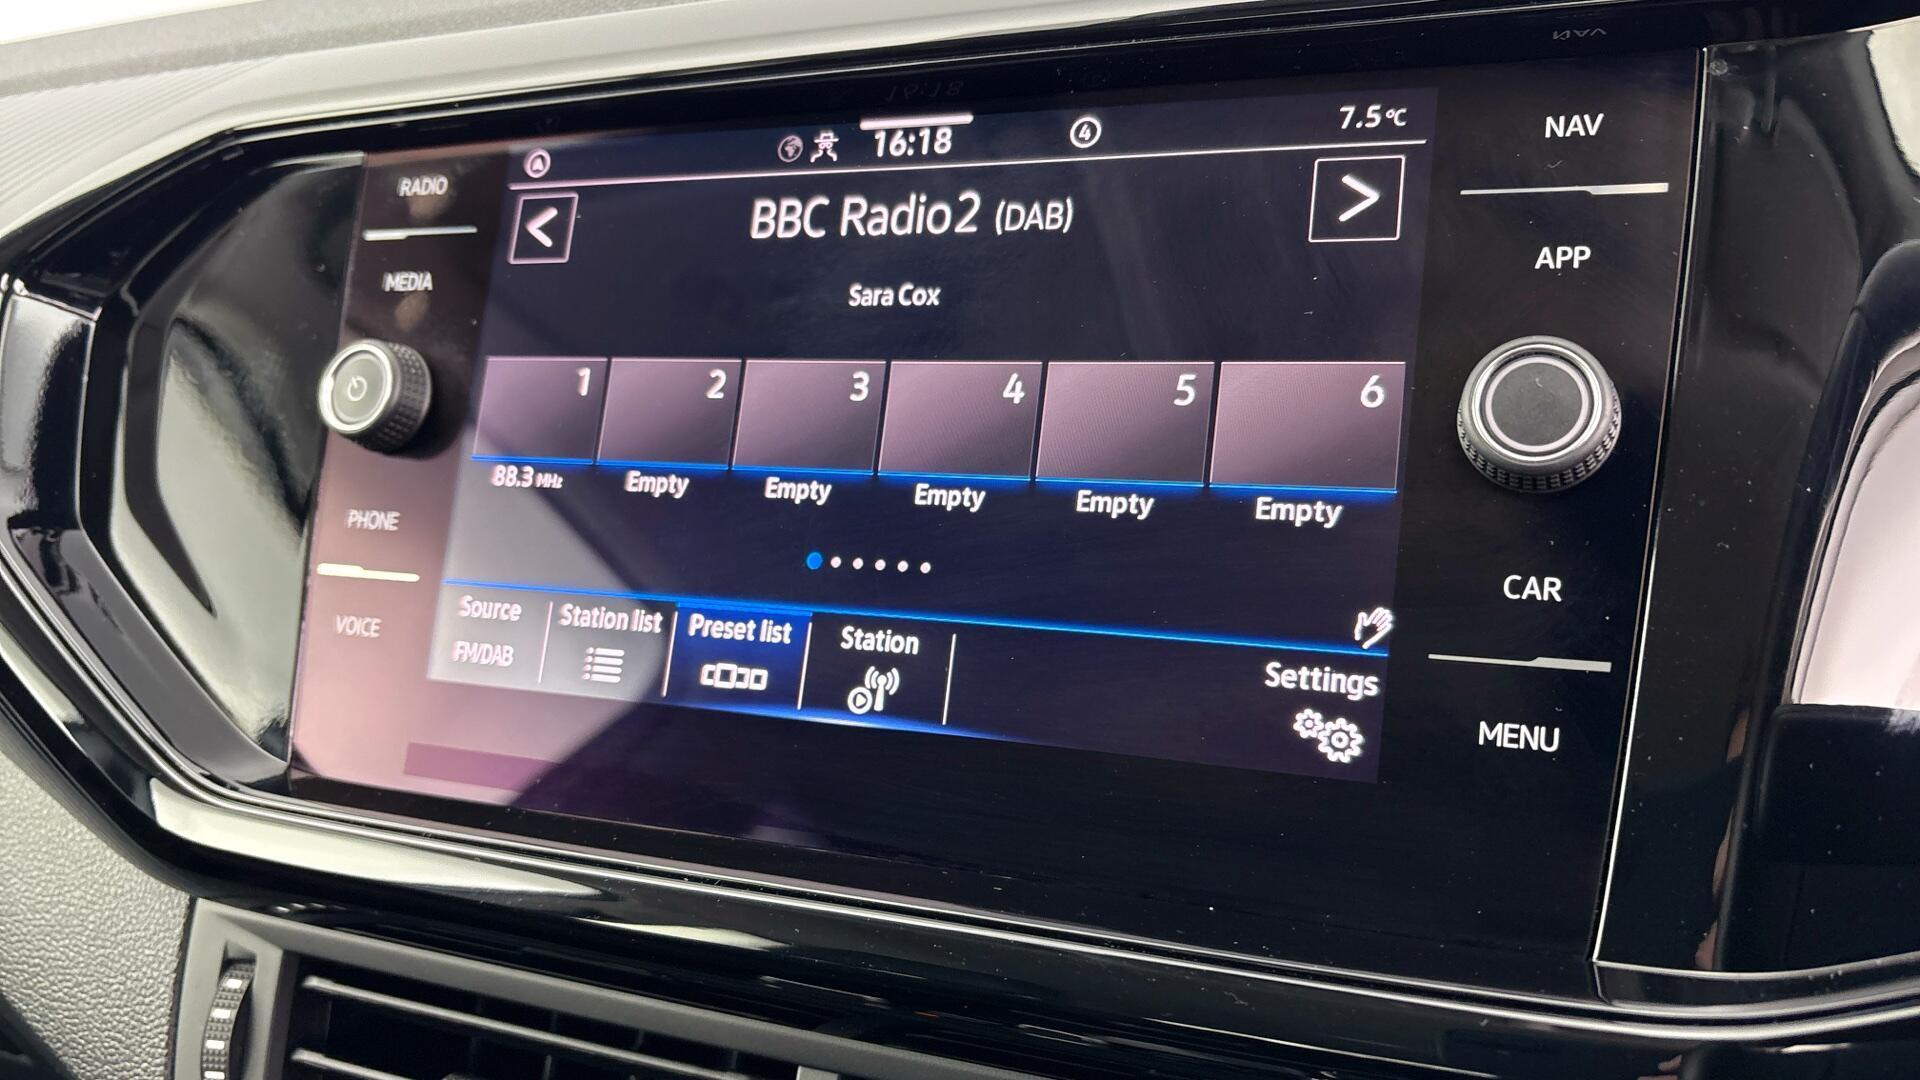 RADIO
MEDIA
PHONE
VOICE
16:18
4
7.5°C
A
<
BBC Radio2 (DAB)
>
Sara Cox
1
2
3
4
5
6
88.3 MHz
Empty
Empty
Empty
Empty
Empty
Source
FM/DAB
Station list
Preset list
Station
Settings
NAV
APP
CAR
MENU